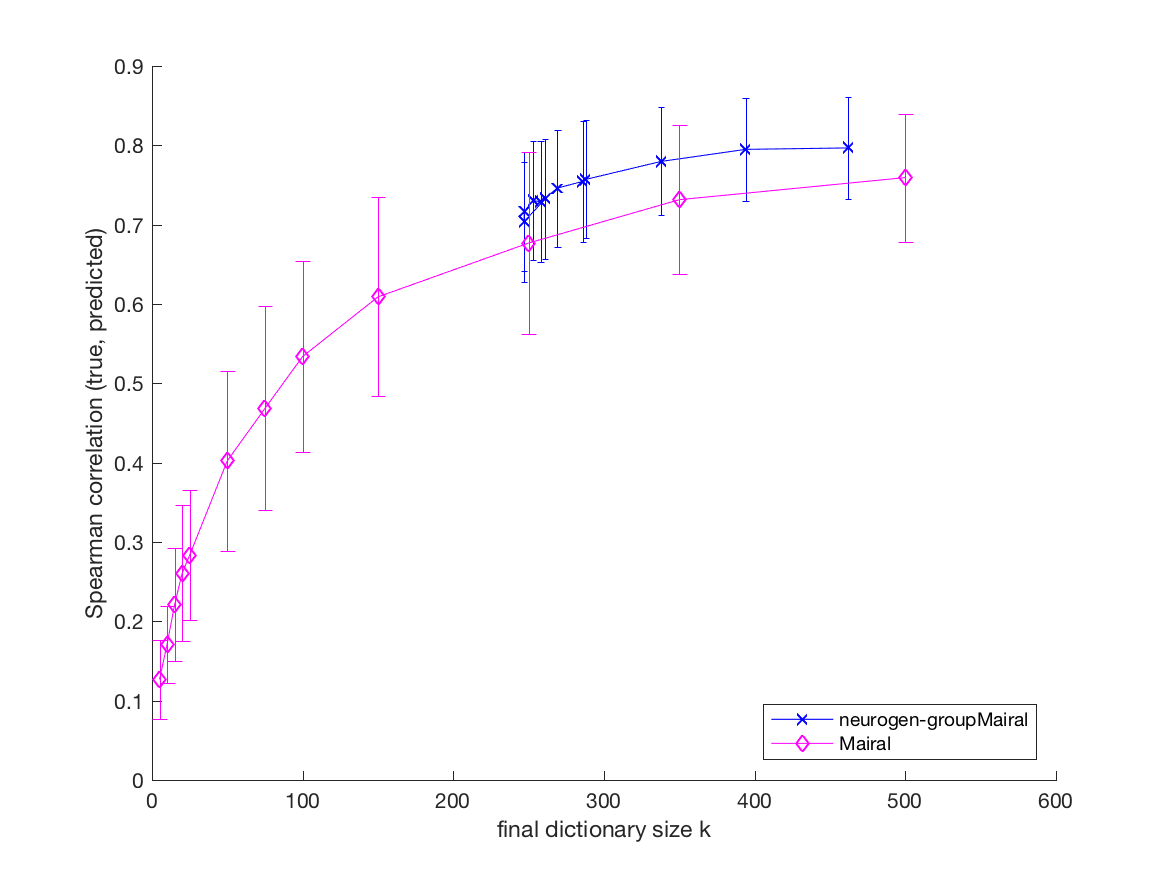 Spearman correlation (true, predicted)
0.9
0.8
0.7
0.6
0.5
0.4
0.3
0.2
0.1
0
0 100 200 300 400 500 600
final dictionary size k
neurogen-groupMairal
Mairal